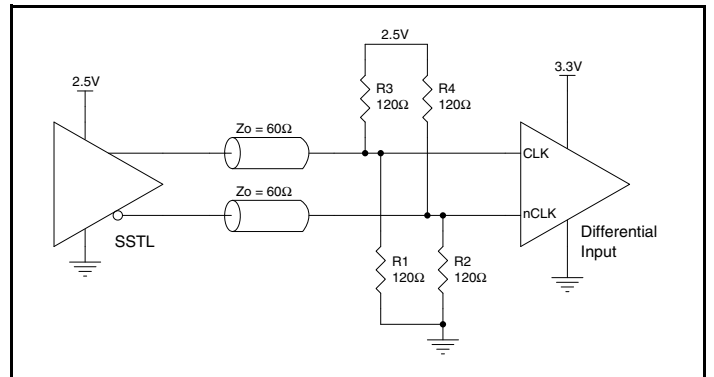 2.5V
2.5V
3.3V
R3
120Ω
R4
120Ω
Zo = 60Ω
CLK
Zo = 60Ω
nCLK
SSTL
Differential
Input
R1
120Ω
R2
120Ω